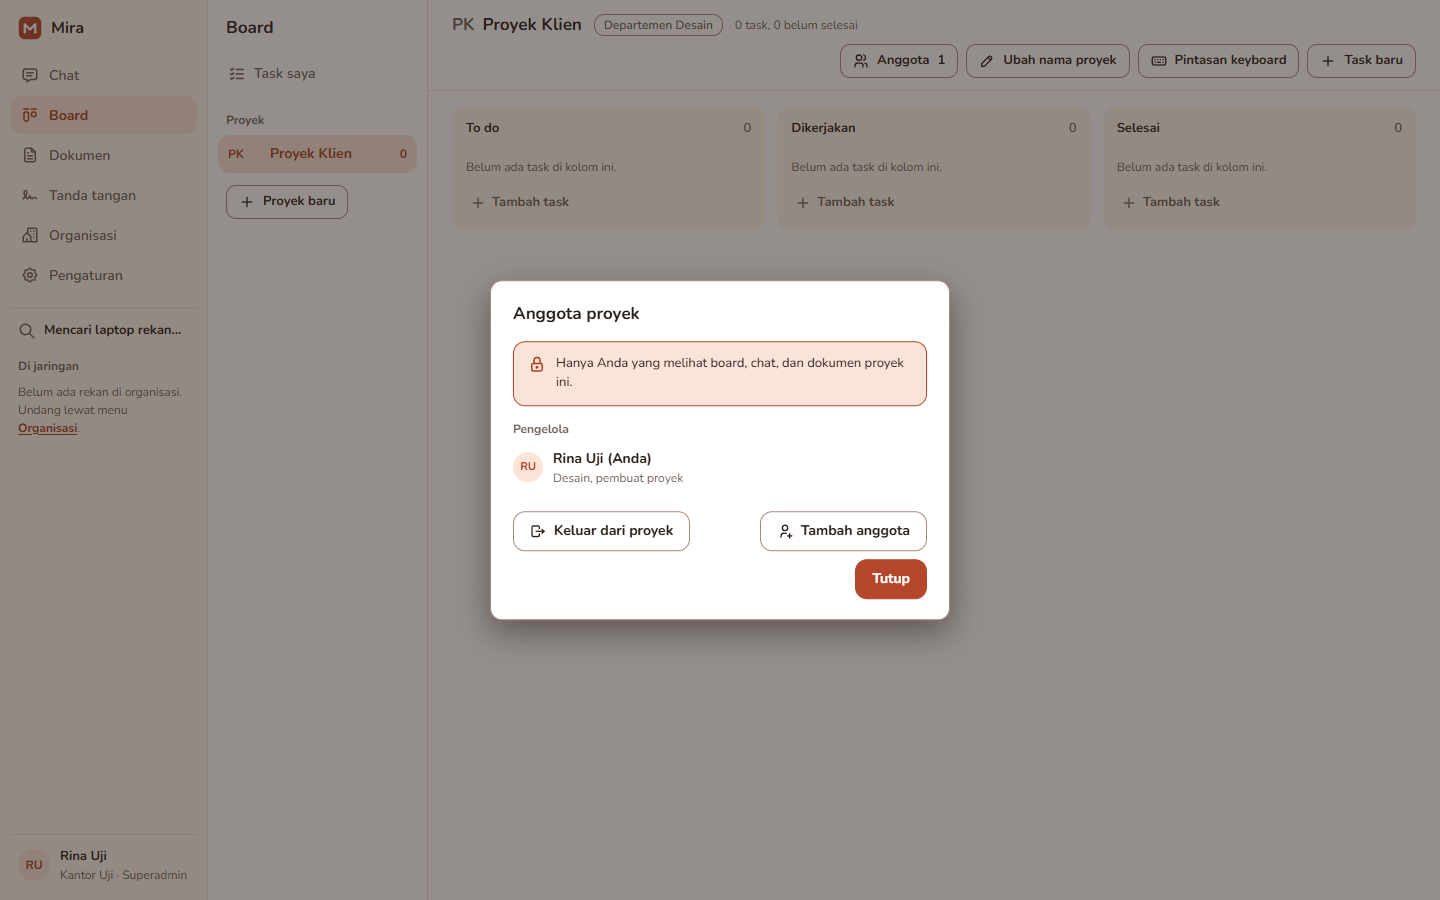 Mira
Chat
Board
Dokumen
Tanda tangan
Organisasi
Pengaturan
Mencari laptop rekan...
Di jaringan
Belum ada rekan di organisasi.
Undang lewat menu
Organisasi.
RU
Rina Uji
Kantor Uji · Superadmin
Board
Task saya
Proyek
PK Proyek Klien 0
Proyek baru
PK Proyek Klien Departemen Desain 0 task, 0 belum selesai
Anggota 1 Ubah nama proyek Pintasan keyboard Task baru
To do 0
Belum ada task di kolom ini.
Tambah task
Dikerjakan 0
Belum ada task di kolom ini.
Tambah task
Selesai 0
Belum ada task di kolom ini.
Tambah task
Anggota proyek
Hanya Anda yang melihat board, chat, dan dokumen proyek
ini.
Pengelola
RU
Rina Uji (Anda)
Desain, pembuat proyek
Keluar dari proyek Tambah anggota
Tutup